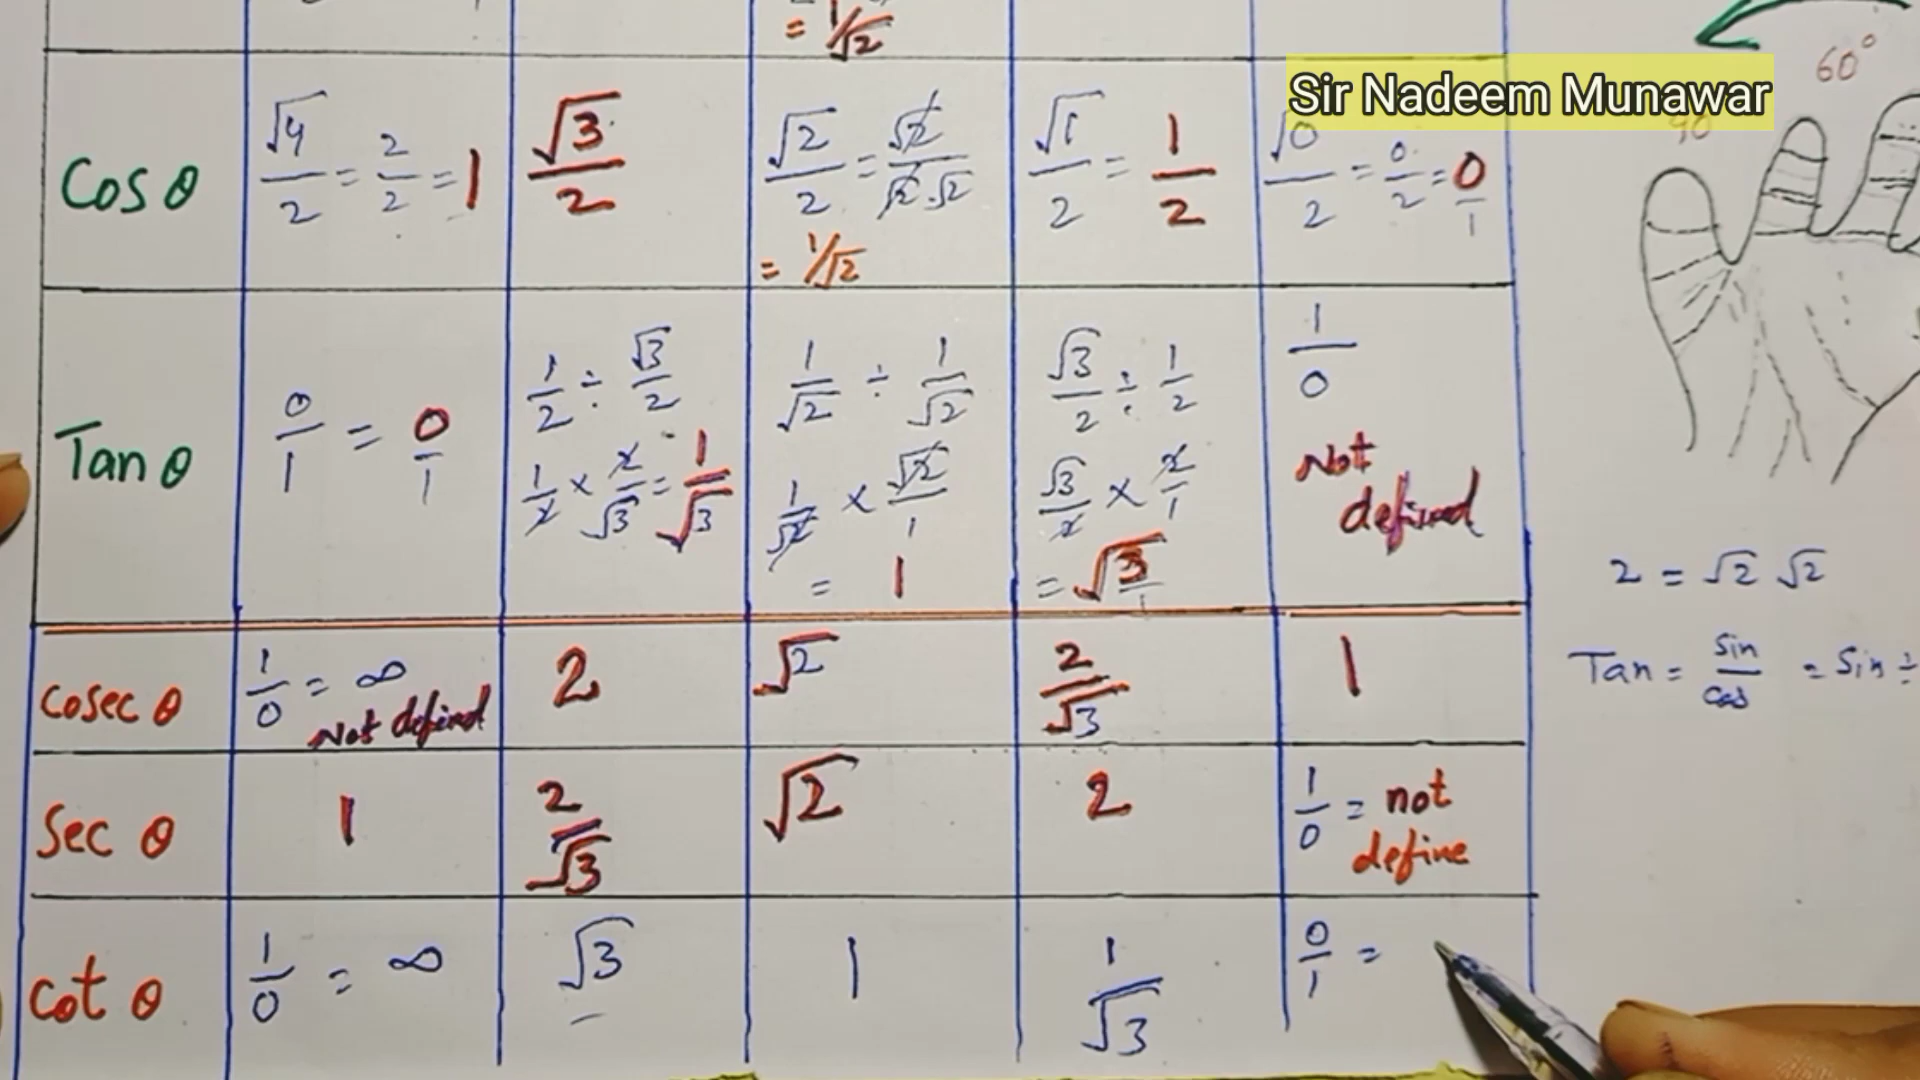 = 1/√2
Sir Nadeem Munawar
60°
90
Cos θ
√4/2 = 2/2 = 1
√3/2
√2/2 = √2/√2·√2
= 1/√2
√1/2 = 1/2
√0/2 = 0/2 = 0/1
Tan θ
0/1 = 0/1
1/2 ÷ √3/2
1/2 × 2/√3 = 1/√3
1/√2 ÷ 1/√2
1/√2 × √2/1
= 1
√3/2 ÷ 1/2
√3/2 × 2/1
= √3/1
1/0
Not
defined
2 = √2 √2
Tan = sin/cos = Sin ÷
cosec θ
1/0 = ∞
Not defined
2
√2
2/√3
1
Sec θ
1
2/√3
√2
2
1/0 = not
define
cot θ
1/0 = ∞
√3
1
1/√3
0/1 =